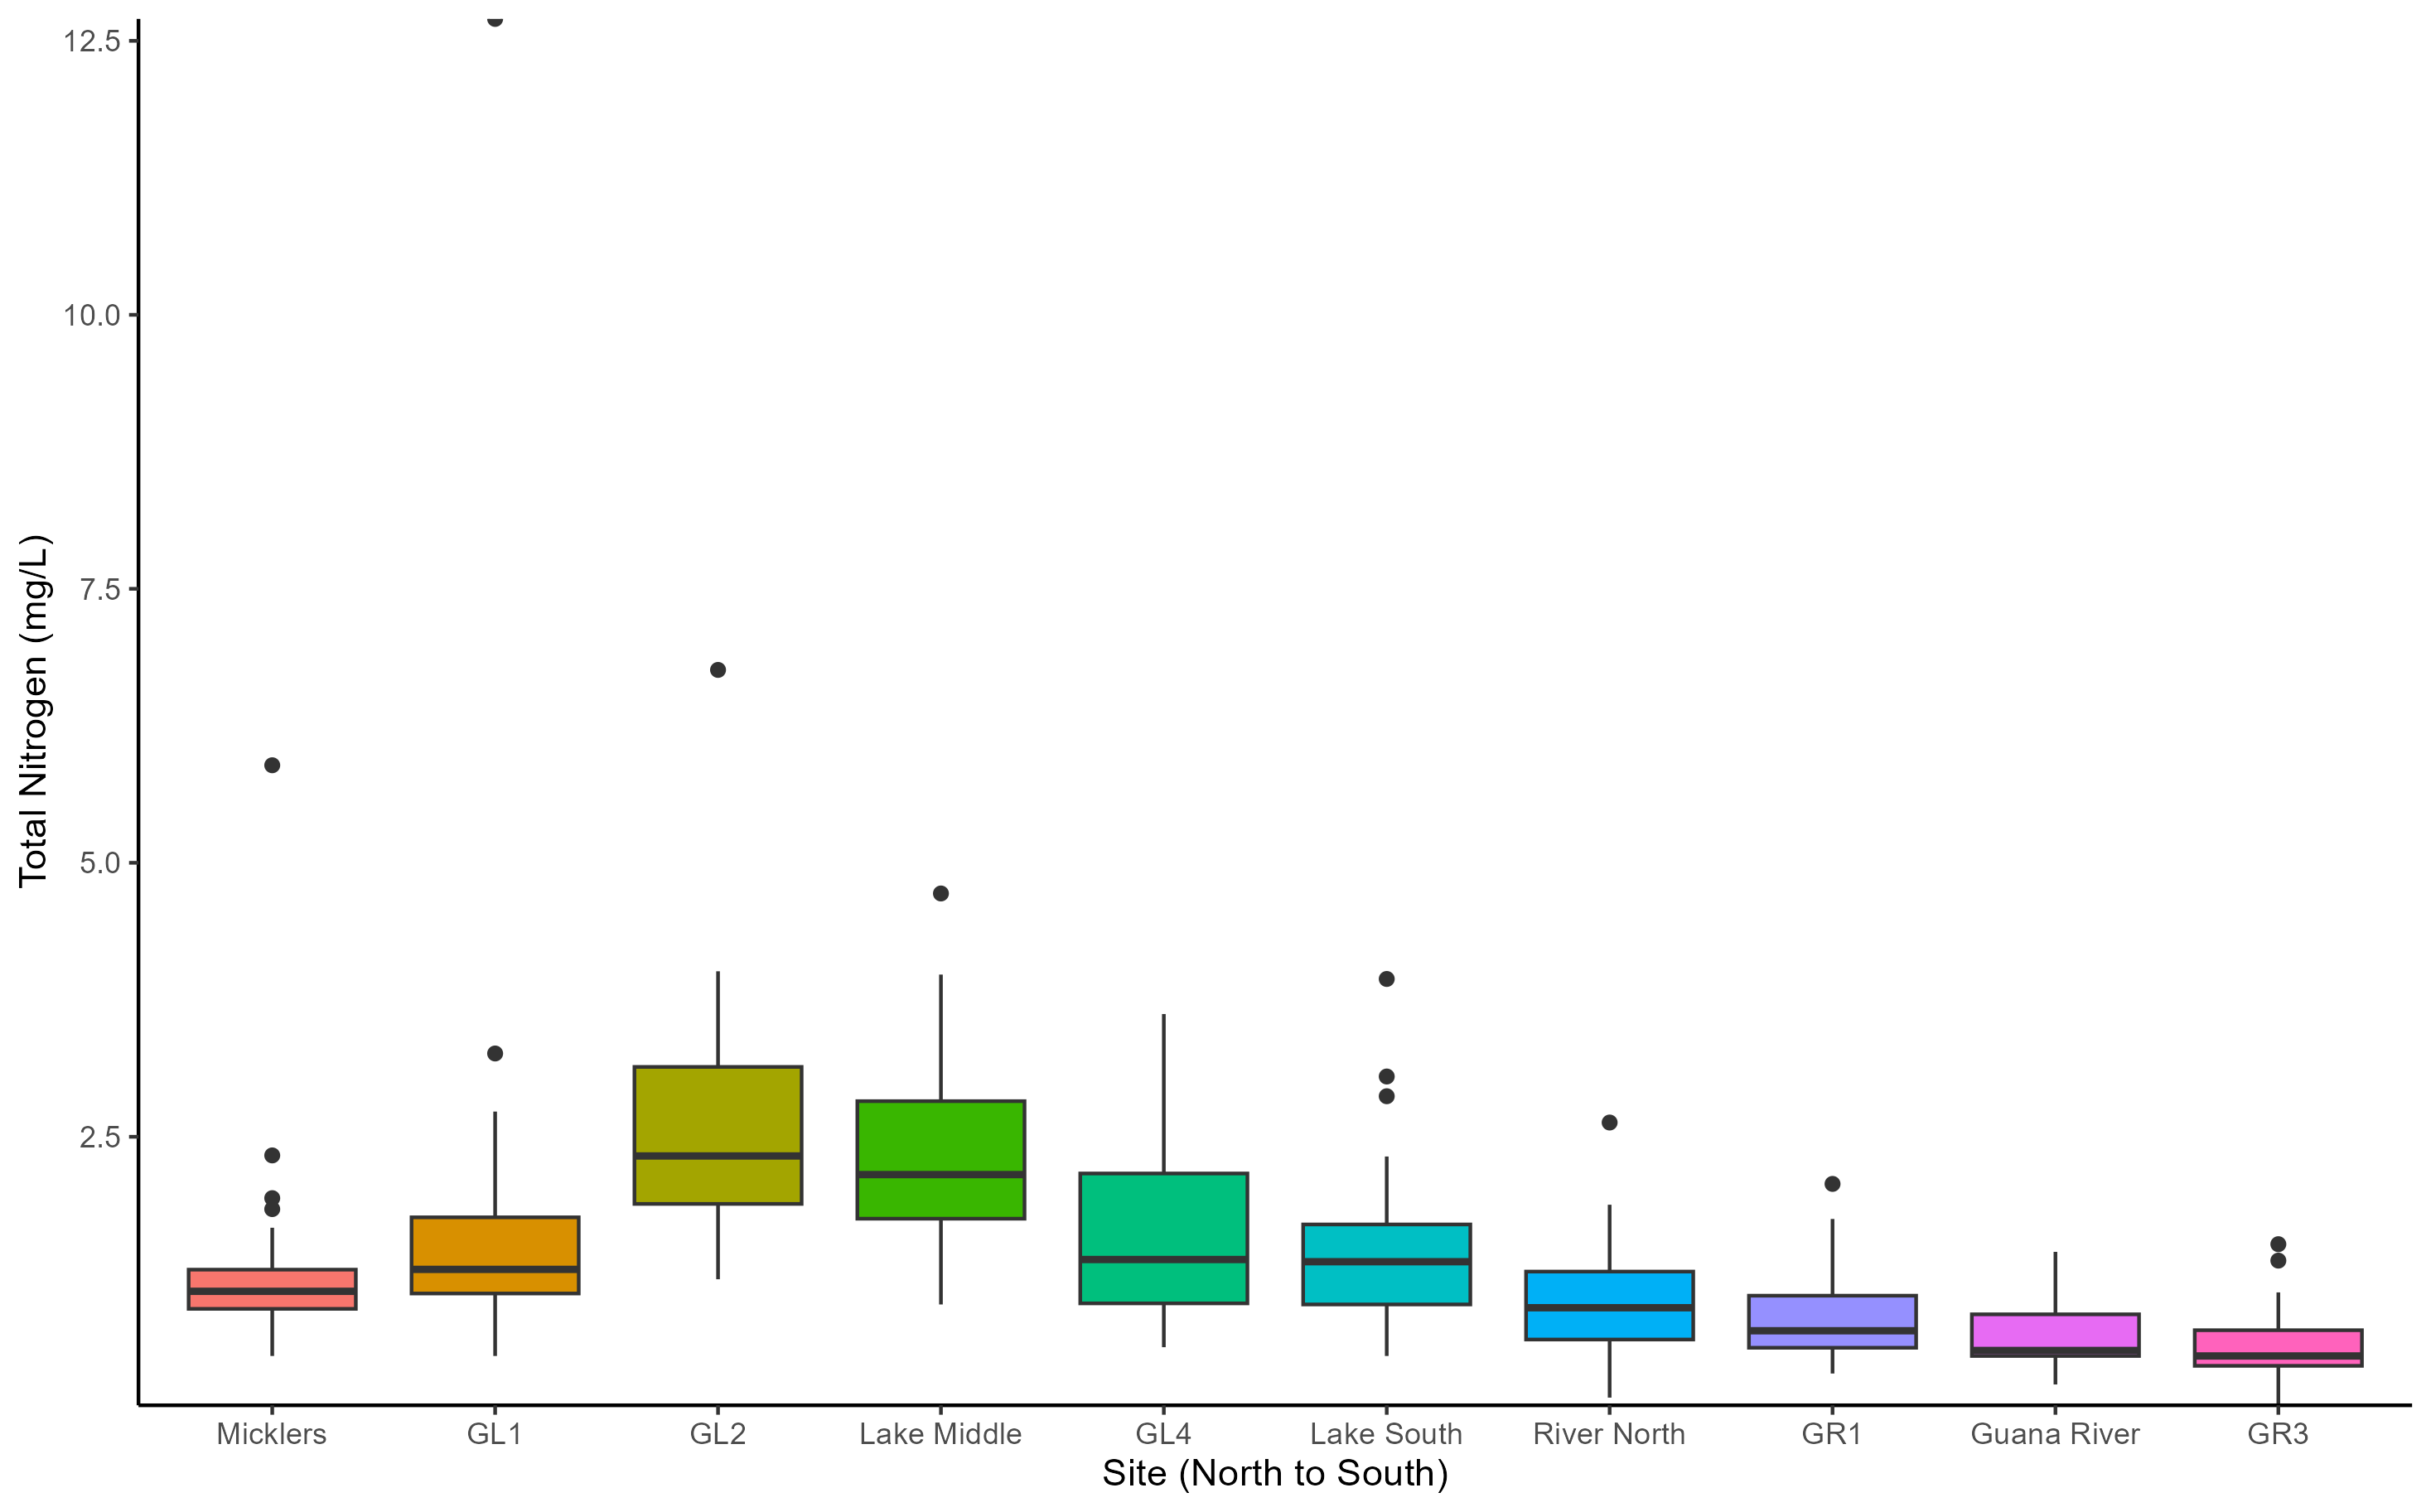 Total Nitrogen (mg/L)
12.5
10.0
7.5
5.0
2.5
Micklers GL1 GL2 Lake Middle GL4 Lake South River North GR1 Guana River GR3
Site (North to South)